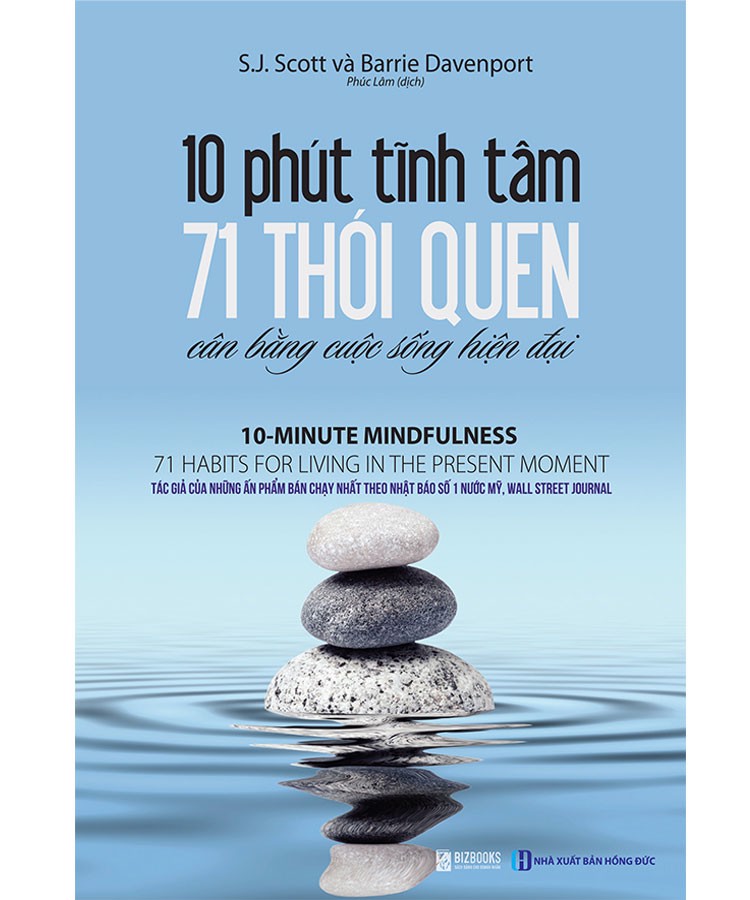 S.J. Scott và Barrie Davenport
Phúc Lâm (dịch)
10 phút tĩnh tâm
71 THÓI QUEN
cân bằng cuộc sống hiện đại
10-MINUTE MINDFULNESS
71 HABITS FOR LIVING IN THE PRESENT MOMENT
TÁC GIẢ CỦA NHỮNG ẤN PHẨM BÁN CHẠY NHẤT THEO NHẬT BÁO SỐ 1 NƯỚC MỸ, WALL STREET JOURNAL
BIZBOOKS
NHÀ XUẤT BẢN HỒNG ĐỨC